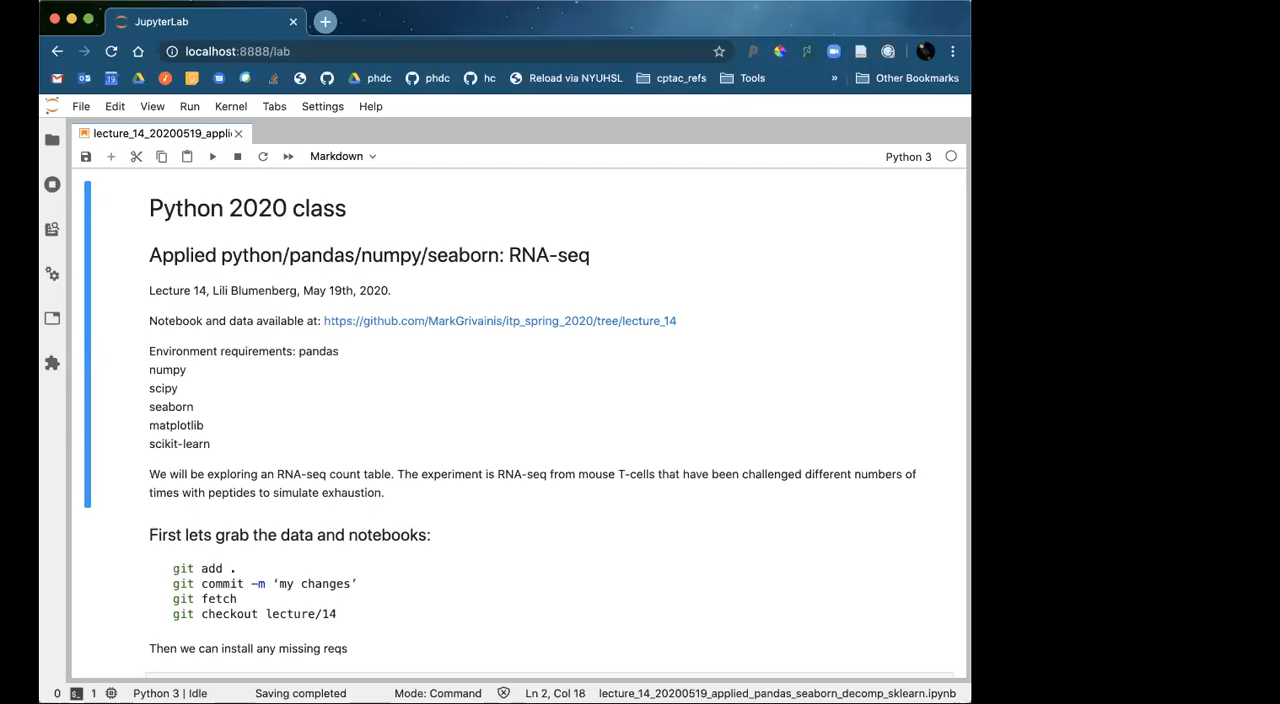 JupyterLab
localhost:8888/lab
19
phdc
phdc
hc
Reload via NYUHSL
cptac_refs
Tools
»
Other Bookmarks
File Edit View Run Kernel Tabs Settings Help
lecture_14_20200519_appli
Markdown
Python 3
Python 2020 class
Applied python/pandas/numpy/seaborn: RNA-seq
Lecture 14, Lili Blumenberg, May 19th, 2020.
Notebook and data available at: https://github.com/MarkGrivainis/itp_spring_2020/tree/lecture_14
Environment requirements: pandas
numpy
scipy
seaborn
matplotlib
scikit-learn
We will be exploring an RNA-seq count table. The experiment is RNA-seq from mouse T-cells that have been challenged different numbers of
times with peptides to simulate exhaustion.
First lets grab the data and notebooks:
git add .
git commit -m ‘my changes’
git fetch
git checkout lecture/14
Then we can install any missing reqs
0 $_ 1 Python 3 | Idle Saving completed Mode: Command Ln 2, Col 18 lecture_14_20200519_applied_pandas_seaborn_decomp_sklearn.ipynb